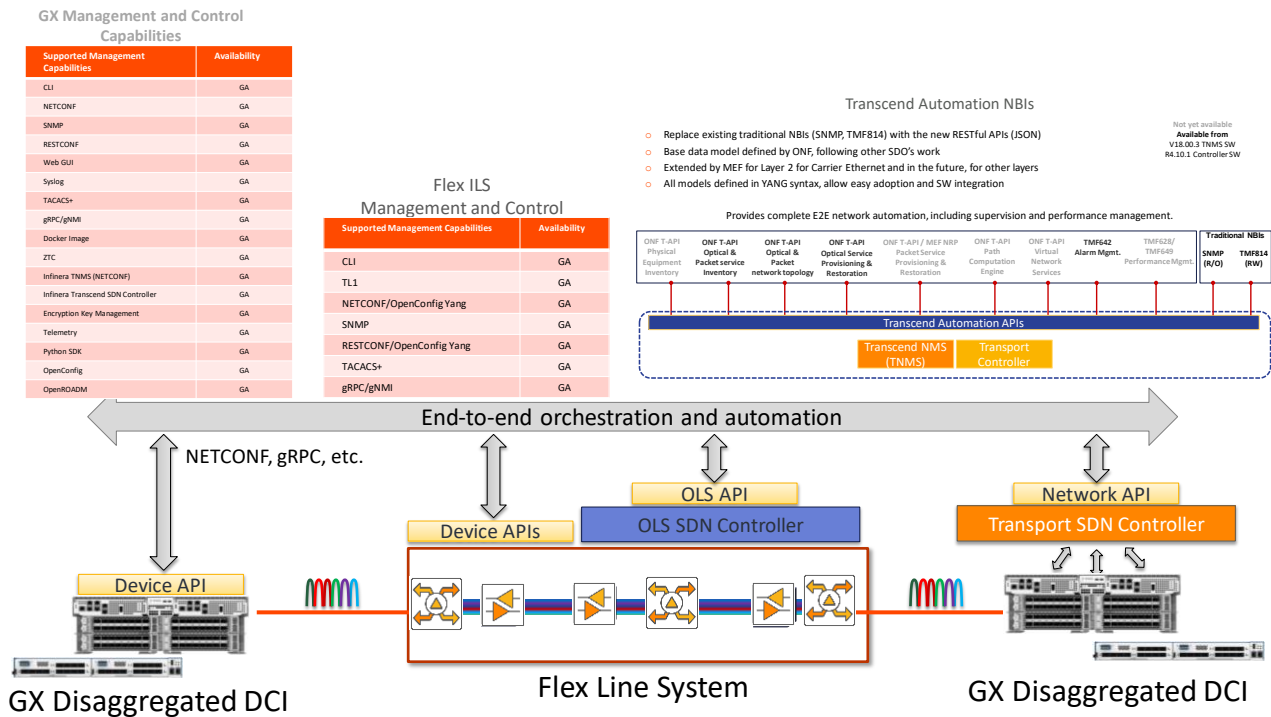 GX Management and Control
Capabilities
Supported Management Capabilities Availability
CLI GA
NETCONF GA
SNMP GA
RESTCONF GA
Web GUI GA
Syslog GA
TACACS+ GA
gRPC/gNMI GA
Docker Image GA
ZTC GA
Infinera TNMS (NETCONF) GA
Infinera Transcend SDN Controller GA
Encryption Key Management GA
Telemetry GA
Python SDK GA
OpenConfig GA
OpenROADM GA
Flex ILS
Management and Control
Supported Management Capabilities Availability
CLI GA
TL1 GA
NETCONF/OpenConfig Yang GA
SNMP GA
RESTCONF/OpenConfig Yang GA
TACACS+ GA
gRPC/gNMI GA
Transcend Automation NBIs
o Replace existing traditional NBIs (SNMP, TMF814) with the new RESTful APIs (JSON)
o Base data model defined by ONF, following other SDO's work
o Extended by MEF for Layer 2 for Carrier Ethernet and in the future, for other layers
o All models defined in YANG syntax, allow easy adoption and SW integration
Not yet available
Available from
V18.00.3 TNMS SW
R4.10.1 Controller SW
Provides complete E2E network automation, including supervision and performance management.
ONF T-API
Physical
Equipment
Inventory
ONF T-API
Optical &
Packet service
Inventory
ONF T-API
Optical &
Packet
network topology
ONF T-API
Optical Service
Provisioning &
Restoration
ONF T-API / MEF NRP
Packet Service
Provisioning &
Restoration
ONF T-API
Path
Computation
Engine
ONF T-API
Virtual
Network
Services
TMF642
Alarm Mgmt.
TMF628/
TMF649
Performance Mgmt.
Traditional NBIs
SNMP
(R/O)
TMF814
(RW)
Transcend Automation APIs
Transcend NMS
(TNMS)
Transport
Controller
End-to-end orchestration and automation
NETCONF, gRPC, etc.
OLS API
Network API
Device APIs
OLS SDN Controller
Transport SDN Controller
Device API
GX Disaggregated DCI
Flex Line System
GX Disaggregated DCI